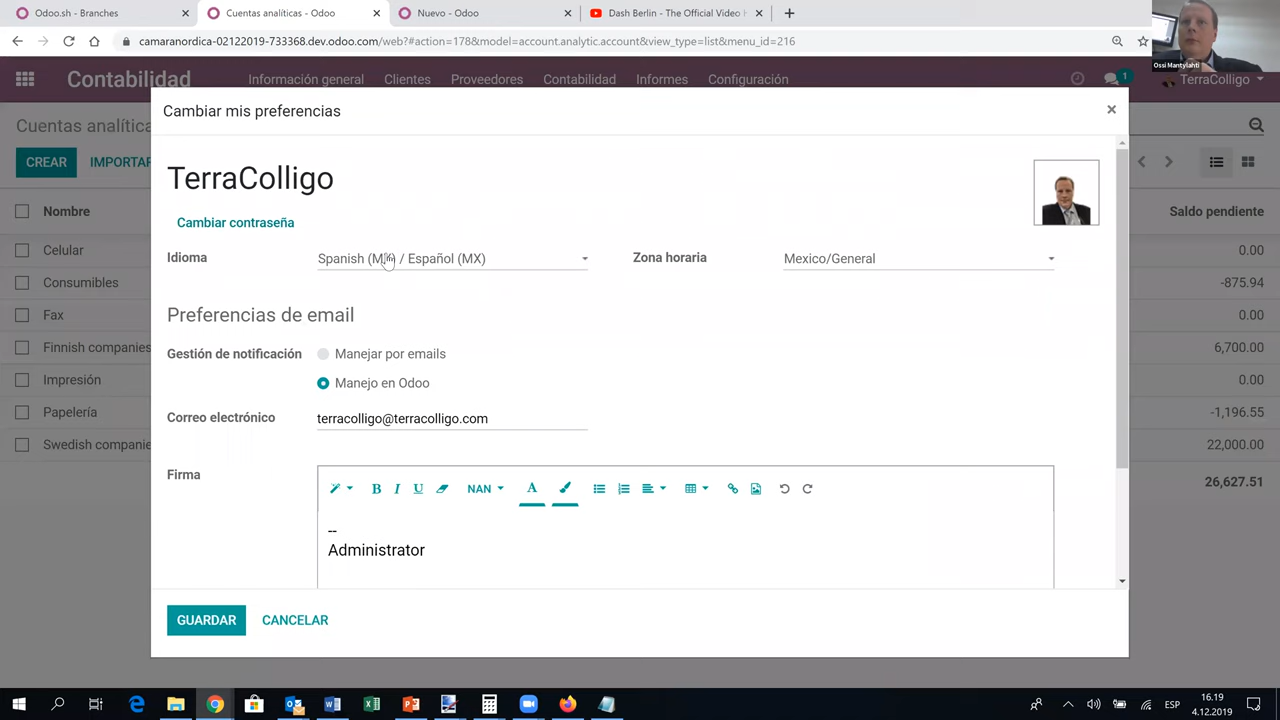 Odoo.sh - Branches
Cuentas analíticas - Odoo
Nuevo - Odoo
Dash Berlin - The Official Video
camaranordica-02122019-733368.dev.odoo.com/web?#action=178&model=account.analytic.account&view_type=list&menu_id=216
Ossi Mantylahti
Contabilidad
Información general
Clientes
Proveedores
Contabilidad
Informes
Configuración
1
TerraColligo
Cambiar mis preferencias
×
Cuentas analítica
CREAR
IMPORTAR
TerraColligo
Cambiar contraseña
Nombre
Saldo pendiente
Idioma
Spanish (MX) / Español (MX)
Zona horaria
Mexico/General
Celular
0.00
Consumibles
-875.94
Fax
0.00
Finnish companies
6,700.00
Impresión
0.00
Papelería
-1,196.55
Swedish companie
22,000.00
26,627.51
Preferencias de email
Gestión de notificación
Manejar por emails
Manejo en Odoo
Correo electrónico
terracolligo@terracolligo.com
Firma
B I U NAN A
--
Administrator
GUARDAR
CANCELAR
ESP
16.19
4.12.2019